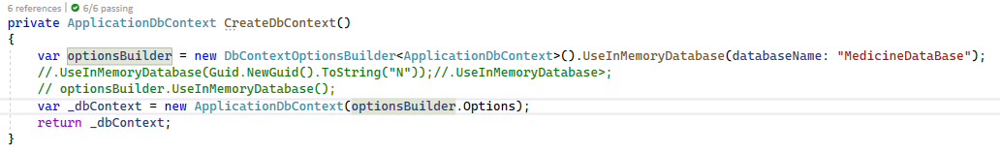 6 references | 6/6 passing
private ApplicationDbContext CreateDbContext()
{
    var optionsBuilder = new DbContextOptionsBuilder<ApplicationDbContext>().UseInMemoryDatabase(databaseName: "MedicineDataBase");
    //.UseInMemoryDatabase(Guid.NewGuid().ToString("N"));//.UseInMemoryDatabase>;
    // optionsBuilder.UseInMemoryDatabase();
    var _dbContext = new ApplicationDbContext(optionsBuilder.Options);
    return _dbContext;
}